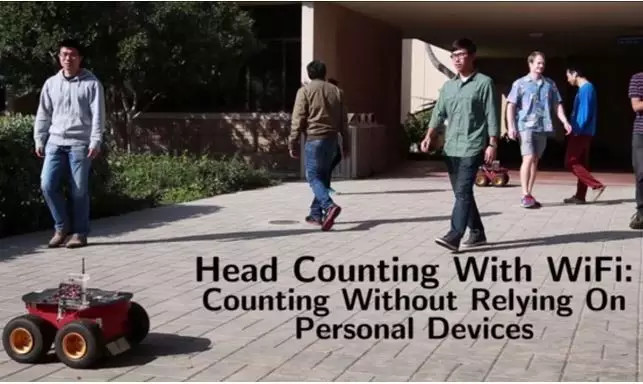 Head Counting With WiFi:
Counting Without Relying On
Personal Devices